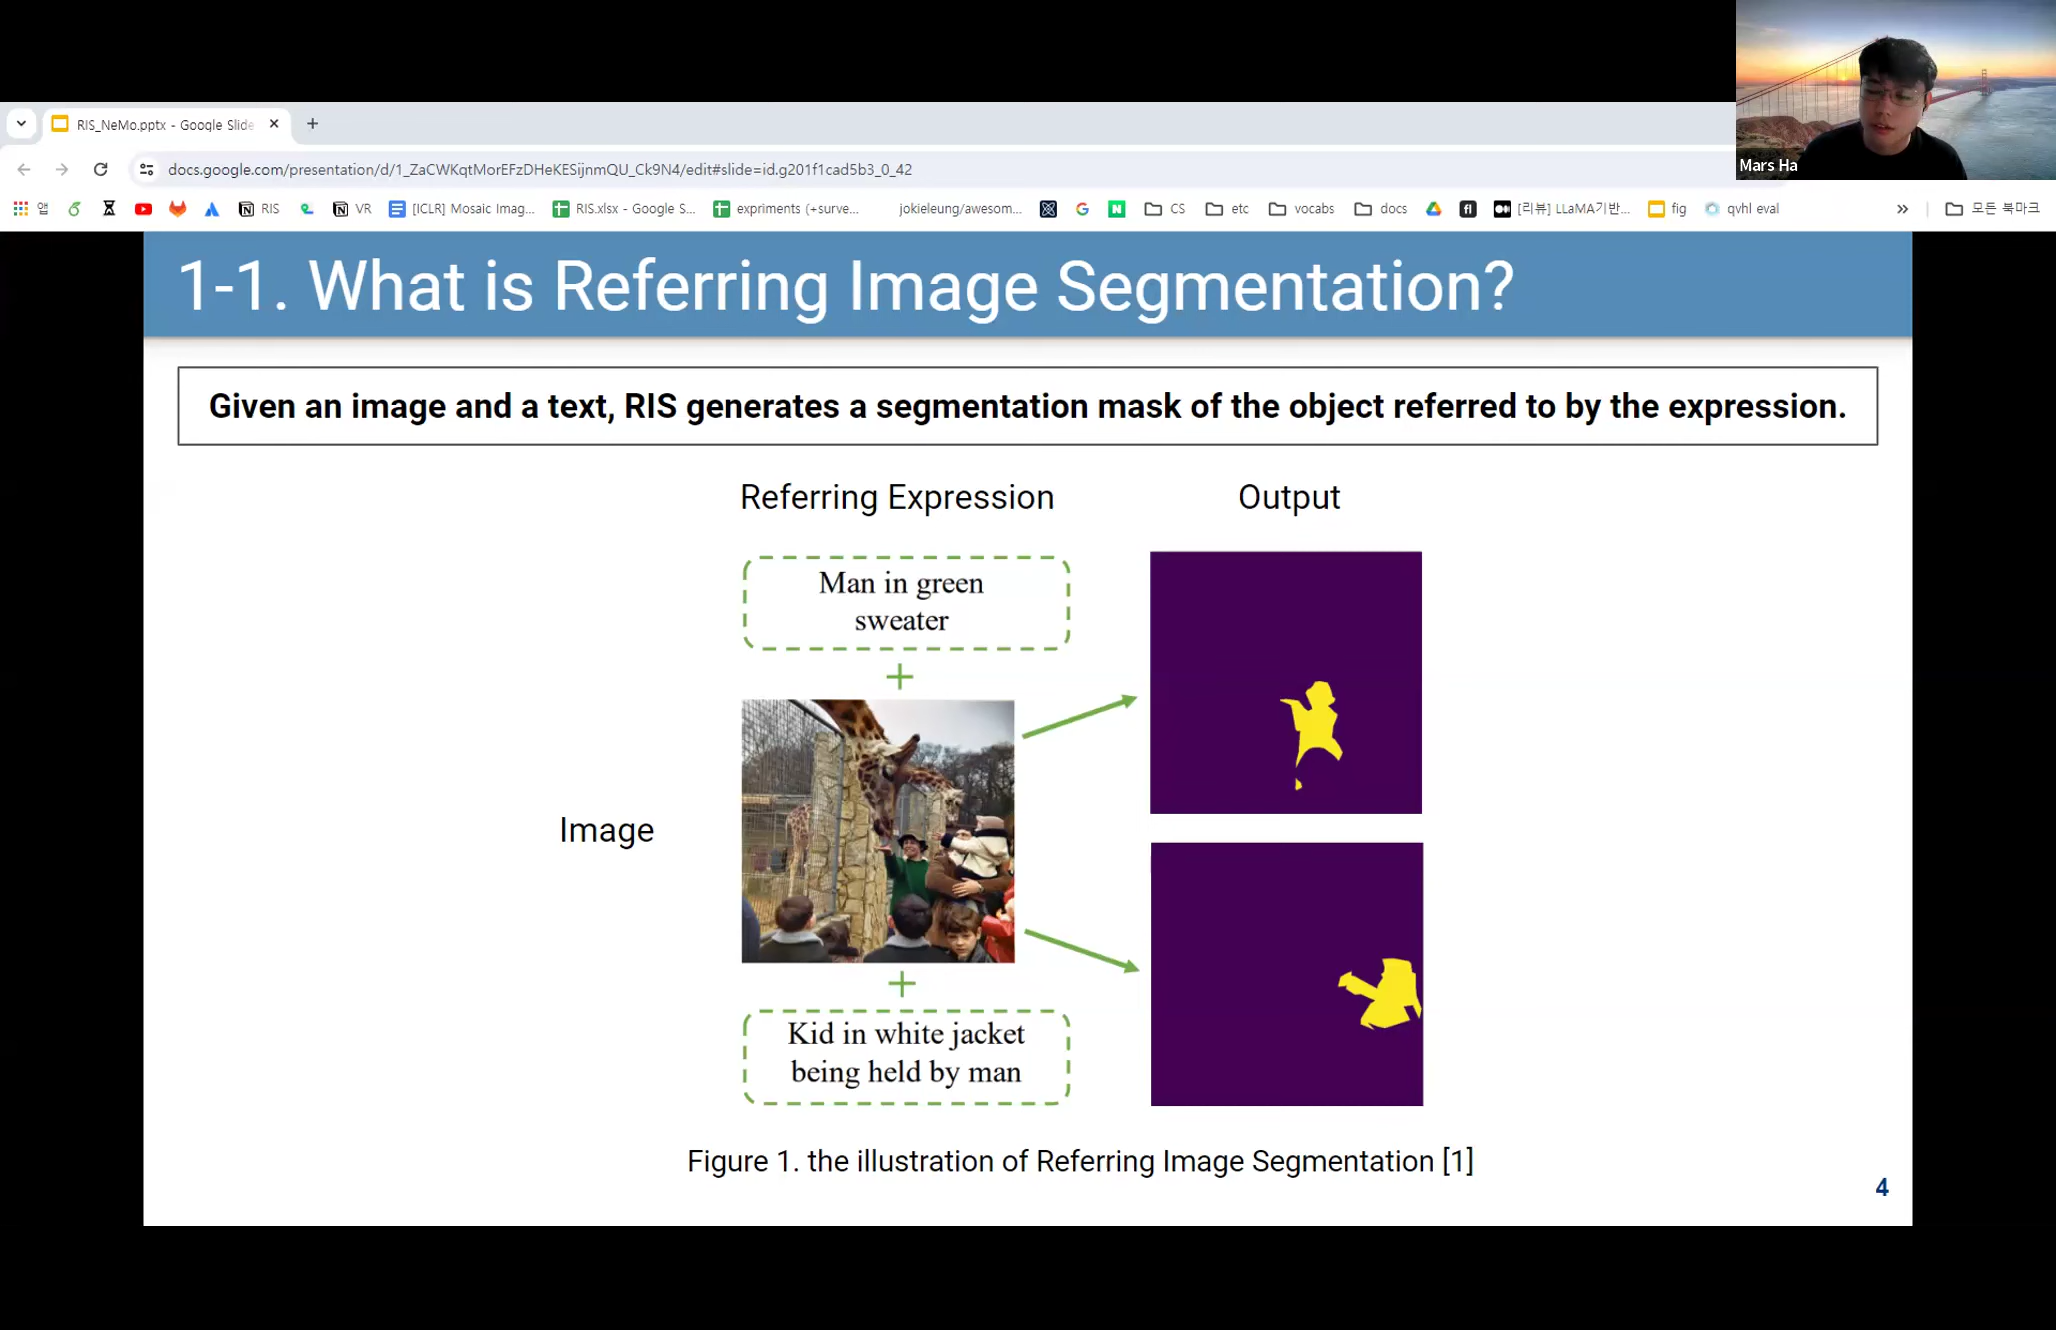 Mars Ha
RIS_NeMo.pptx - Google Slide
docs.google.com/presentation/d/1_ZaCWKqtMorEFzDHeKESijnmQU_Ck9N4/edit#slide=id.g201f1cad5b3_0_42
앱 RIS VR [ICLR] Mosaic Imag... RIS.xlsx - Google S... expriments (+surve... jokieleung/awesom... CS etc vocabs docs [리뷰] LLaMA기반... fig qvhl eval » 모든 북마크
1-1. What is Referring Image Segmentation?
Given an image and a text, RIS generates a segmentation mask of the object referred to by the expression.
Referring Expression
Output
Man in green
sweater
+
Image
+
Kid in white jacket
being held by man
Figure 1. the illustration of Referring Image Segmentation [1]
4